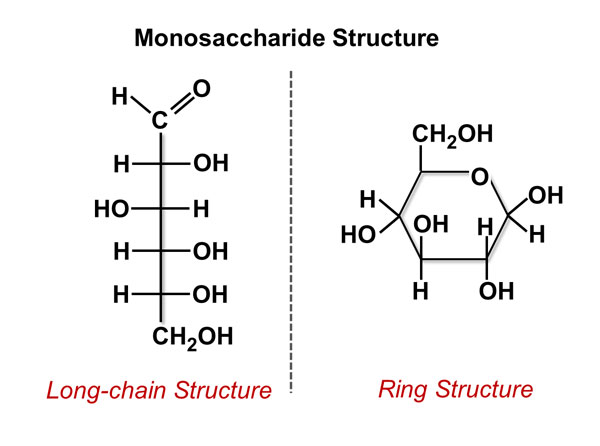 Monosaccharide Structure
H O
C
H OH
HO H
H OH
H OH
CH₂OH
Long-chain Structure
CH₂OH
O
H OH
HO OH H H
H OH
Ring Structure